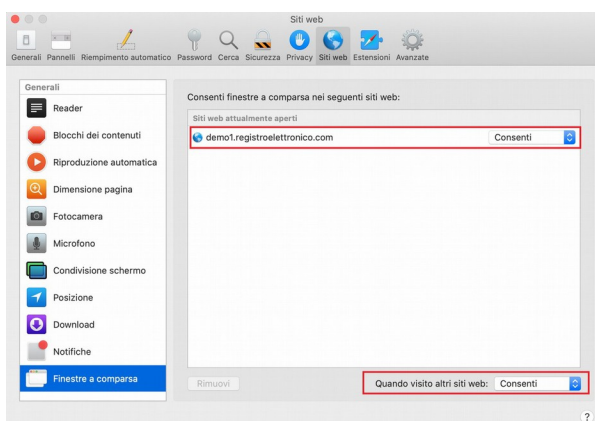 Siti web
Generali Pannelli Riempimento automatico Password Cerca Sicurezza Privacy Siti web Estensioni Avanzate
Generali
Consenti finestre a comparsa nei seguenti siti web:
Reader
Siti web attualmente aperti
demo1.registroelettronico.com Consenti
Blocchi dei contenuti
Riproduzione automatica
Dimensione pagina
Fotocamera
Microfono
Condivisione schermo
Posizione
Download
Notifiche
Finestre a comparsa
Rimuovi
Quando visito altri siti web: Consenti
?